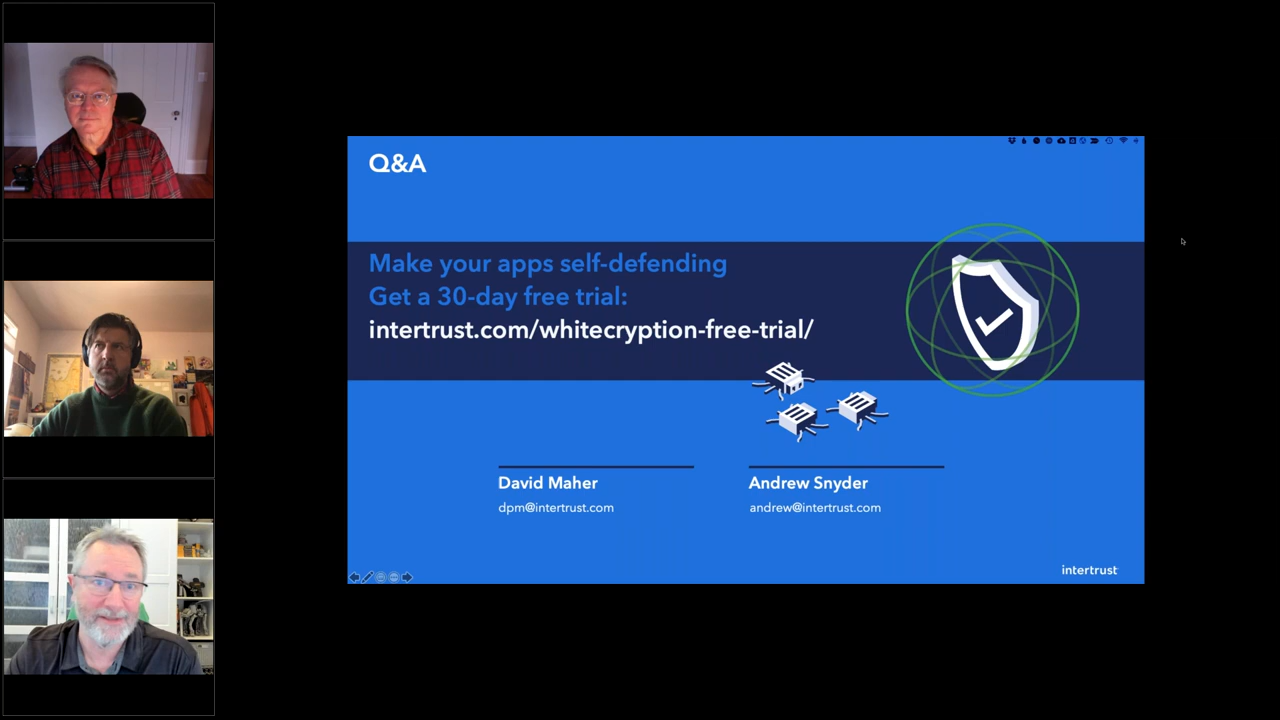 Q&A
Make your apps self-defending
Get a 30-day free trial:
intertrust.com/whitecryption-free-trial/
David Maher
dpm@intertrust.com
Andrew Snyder
andrew@intertrust.com
intertrust